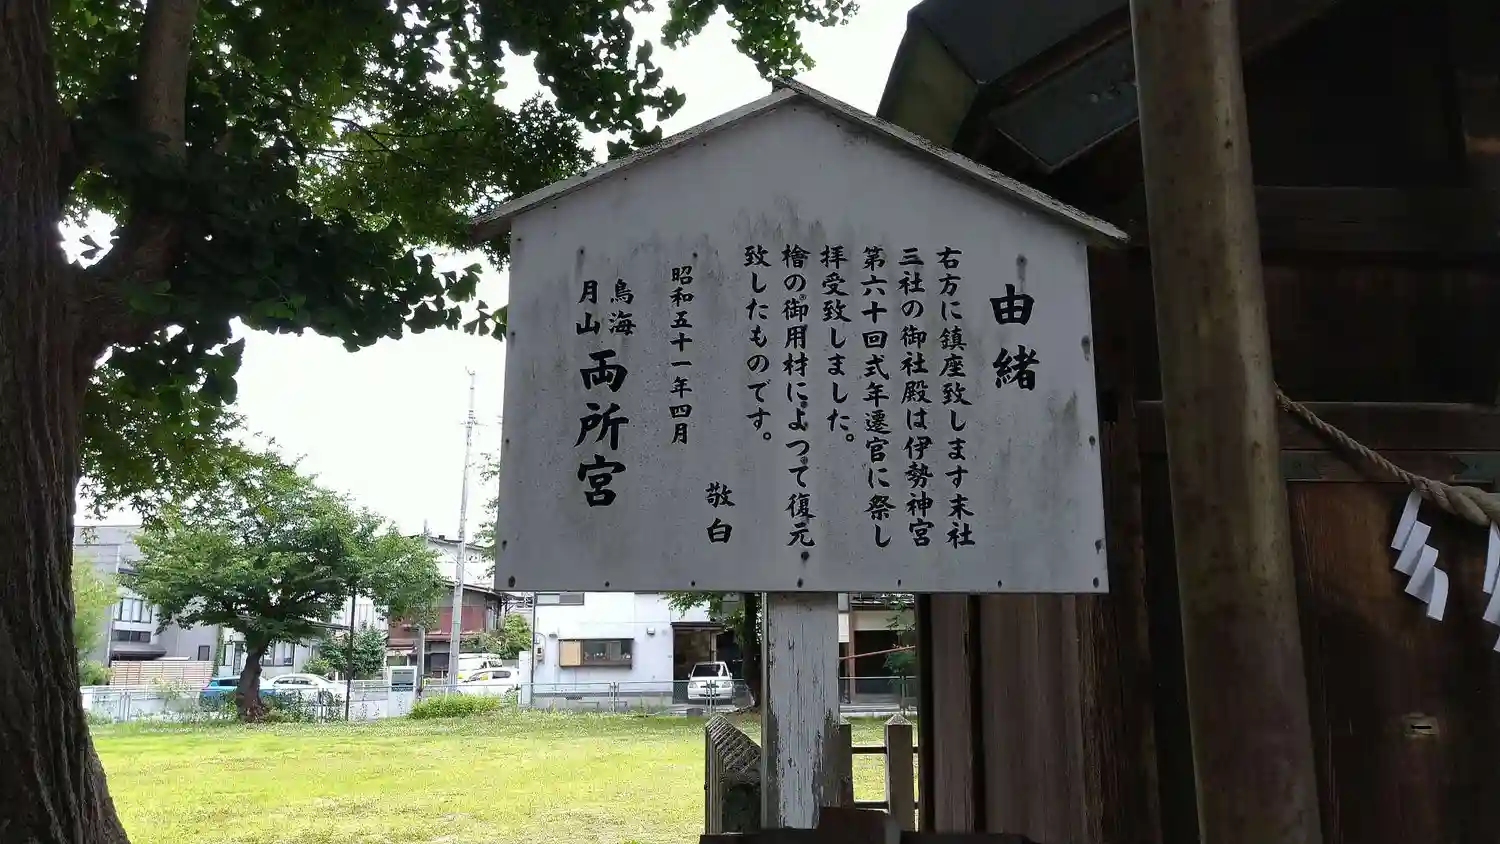 由緒
右方に鎮座致します末社
三社の御社殿は伊勢神宮
第六十回式年遷宮に祭し
拝受致しました。
檜の御用材によつて復元
致したものです。
敬白
昭和五十一年四月
鳥海
月山
両所宮